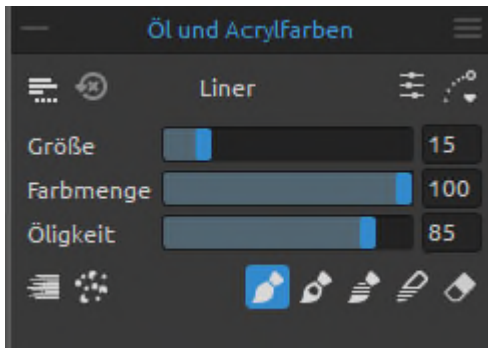 Öl und Acrylfarben
Liner
Größe 15
Farbmenge 100
Öligkeit 85